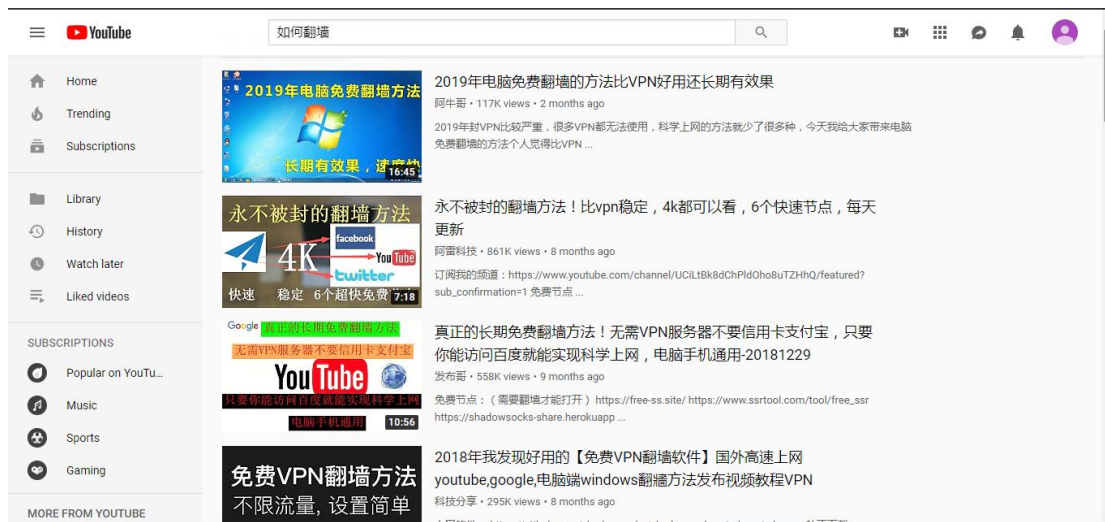 YouTube
如何翻墙
Home
Trending
Subscriptions
Library
History
Watch later
Liked videos
SUBSCRIPTIONS
Popular on YouTu...
Music
Sports
Gaming
MORE FROM YOUTUBE
2019年电脑免费翻墙方法
长期有效果，速度快
16:45
2019年电脑免费翻墙的方法比VPN好用还长期有效果
阿牛哥 • 117K views • 2 months ago
2019年封VPN比较严重，很多VPN都无法使用，科学上网的方法就少了很多种，今天我给大家带来电脑
免费翻墙的方法个人觉得比VPN ...
永不被封的翻墙方法
facebook
4K
YouTube
twitter
快速 稳定 6个超快免费
7:18
永不被封的翻墙方法！比vpn稳定，4k都可以看，6个快速节点，每天
更新
阿雷科技 • 861K views • 8 months ago
订阅我的频道：https://www.youtube.com/channel/UCiLtBk8dChPldOho8uTZHhQ/featured?
sub_confirmation=1 免费节点 ...
Google 真正的长期免费翻墙方法
无需VPN服务器不要信用卡支付宝
YouTube
只要你能访问百度就能实现科学上网
电脑手机通用
10:56
真正的长期免费翻墙方法！无需VPN服务器不要信用卡支付宝，只要
你能访问百度就能实现科学上网，电脑手机通用-20181229
发布哥 • 558K views • 9 months ago
免费节点：（需要翻墙才能打开）https://free-ss.site/ https://www.ssrtool.com/tool/free_ssr
https://shadowsocks-share.herokuapp ...
免费VPN翻墙方法
不限流量, 设置简单
2018年我发现好用的【免费VPN翻墙软件】国外高速上网
youtube,google,电脑端windows翻牆方法发布视频教程VPN
科技分享 • 295K views • 8 months ago